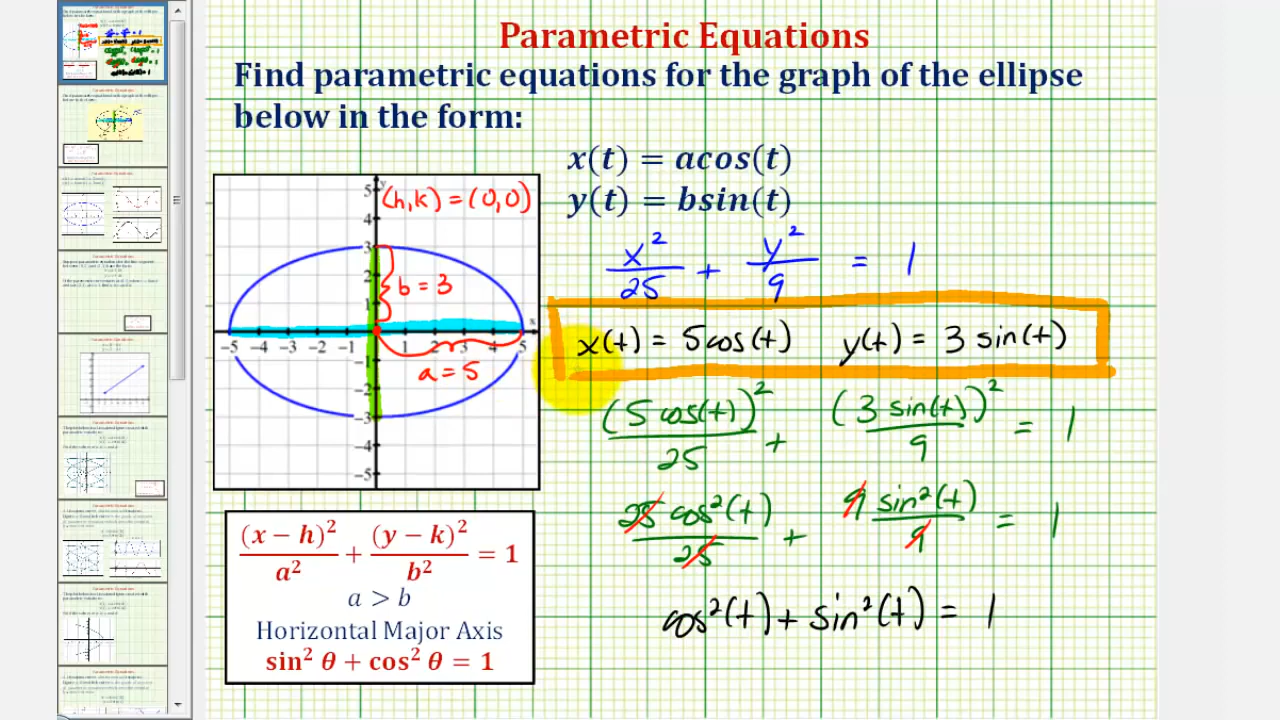 Parametric Equations
Find parametric equations for the graph of the ellipse
below in the form:
x(t) = acos(t)
y(t) = bsin(t)
5 y (h,k) = (0,0)
4
3
2 b = 3
1
x
-5 -4 -3 -2 -1 1 2 3 4 5
-1
a = 5
-2
-3
-4
-5
x²/25 + y²/9 = 1
x(t) = 5cos(t) y(t) = 3 sin(t)
(5 cos(t))²/25 + (3 sin(t))²/9 = 1
25 cos²(t)/25 + 9 sin²(t)/9 = 1
cos²(t) + sin²(t) = 1
(x − h)²/a² + (y − k)²/b² = 1
a > b
Horizontal Major Axis
sin² θ + cos² θ = 1